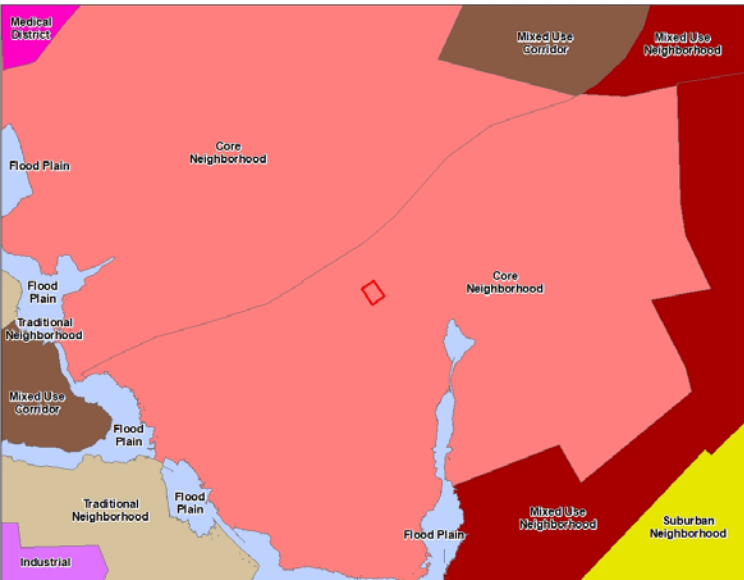 Medical
District
Mixed Use
Corridor
Mixed Use
Neighborhood
Core
Neighborhood
Flood Plain
Core
Neighborhood
Flood
Plain
Traditional
Neighborhood
Mixed Use
Corridor
Flood
Plain
Flood
Plain
Traditional
Neighborhood
Mixed Use
Neighborhood
Suburban
Neighborhood
Flood Plain
Industrial